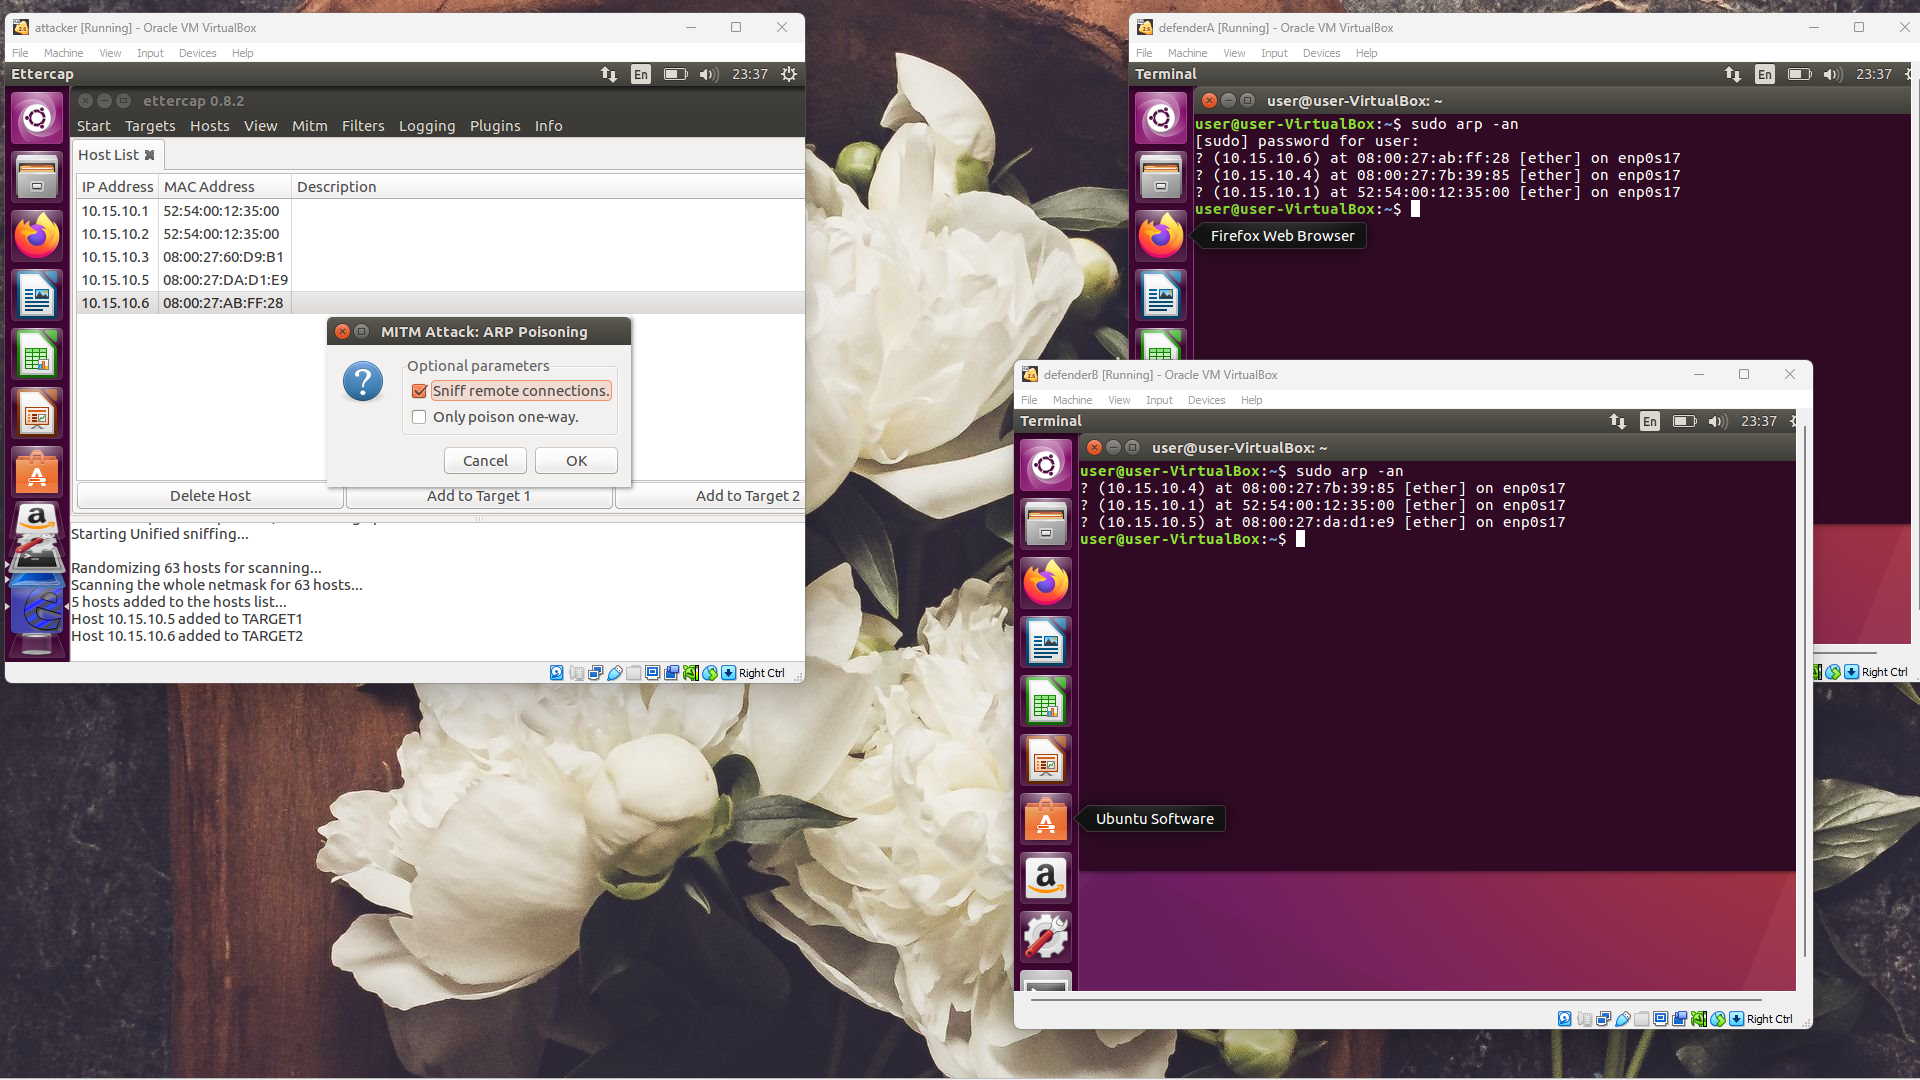 attacker [Running] - Oracle VM VirtualBox
File Machine View Input Devices Help
Ettercap
En
23:37
ettercap 0.8.2
Start Targets Hosts View Mitm Filters Logging Plugins Info
Host List
IP Address MAC Address Description
10.15.10.1 52:54:00:12:35:00
10.15.10.2 52:54:00:12:35:00
10.15.10.3 08:00:27:60:D9:B1
10.15.10.5 08:00:27:DA:D1:E9
10.15.10.6 08:00:27:AB:FF:28
MITM Attack: ARP Poisoning
Optional parameters
Sniff remote connections.
Only poison one-way.
Cancel OK
Delete Host Add to Target 1 Add to Target 2
Starting Unified sniffing...
Randomizing 63 hosts for scanning...
Scanning the whole netmask for 63 hosts...
5 hosts added to the hosts list...
Host 10.15.10.5 added to TARGET1
Host 10.15.10.6 added to TARGET2
Right Ctrl
defenderA [Running] - Oracle VM VirtualBox
File Machine View Input Devices Help
Terminal
En
23:37
user@user-VirtualBox: ~
user@user-VirtualBox:~$ sudo arp -an
[sudo] password for user:
? (10.15.10.6) at 08:00:27:ab:ff:28 [ether] on enp0s17
? (10.15.10.4) at 08:00:27:7b:39:85 [ether] on enp0s17
? (10.15.10.1) at 52:54:00:12:35:00 [ether] on enp0s17
user@user-VirtualBox:~$
Firefox Web Browser
Right Ctrl
defenderB [Running] - Oracle VM VirtualBox
File Machine View Input Devices Help
Terminal
En
23:37
user@user-VirtualBox: ~
user@user-VirtualBox:~$ sudo arp -an
? (10.15.10.4) at 08:00:27:7b:39:85 [ether] on enp0s17
? (10.15.10.1) at 52:54:00:12:35:00 [ether] on enp0s17
? (10.15.10.5) at 08:00:27:da:d1:e9 [ether] on enp0s17
user@user-VirtualBox:~$
Ubuntu Software
Right Ctrl